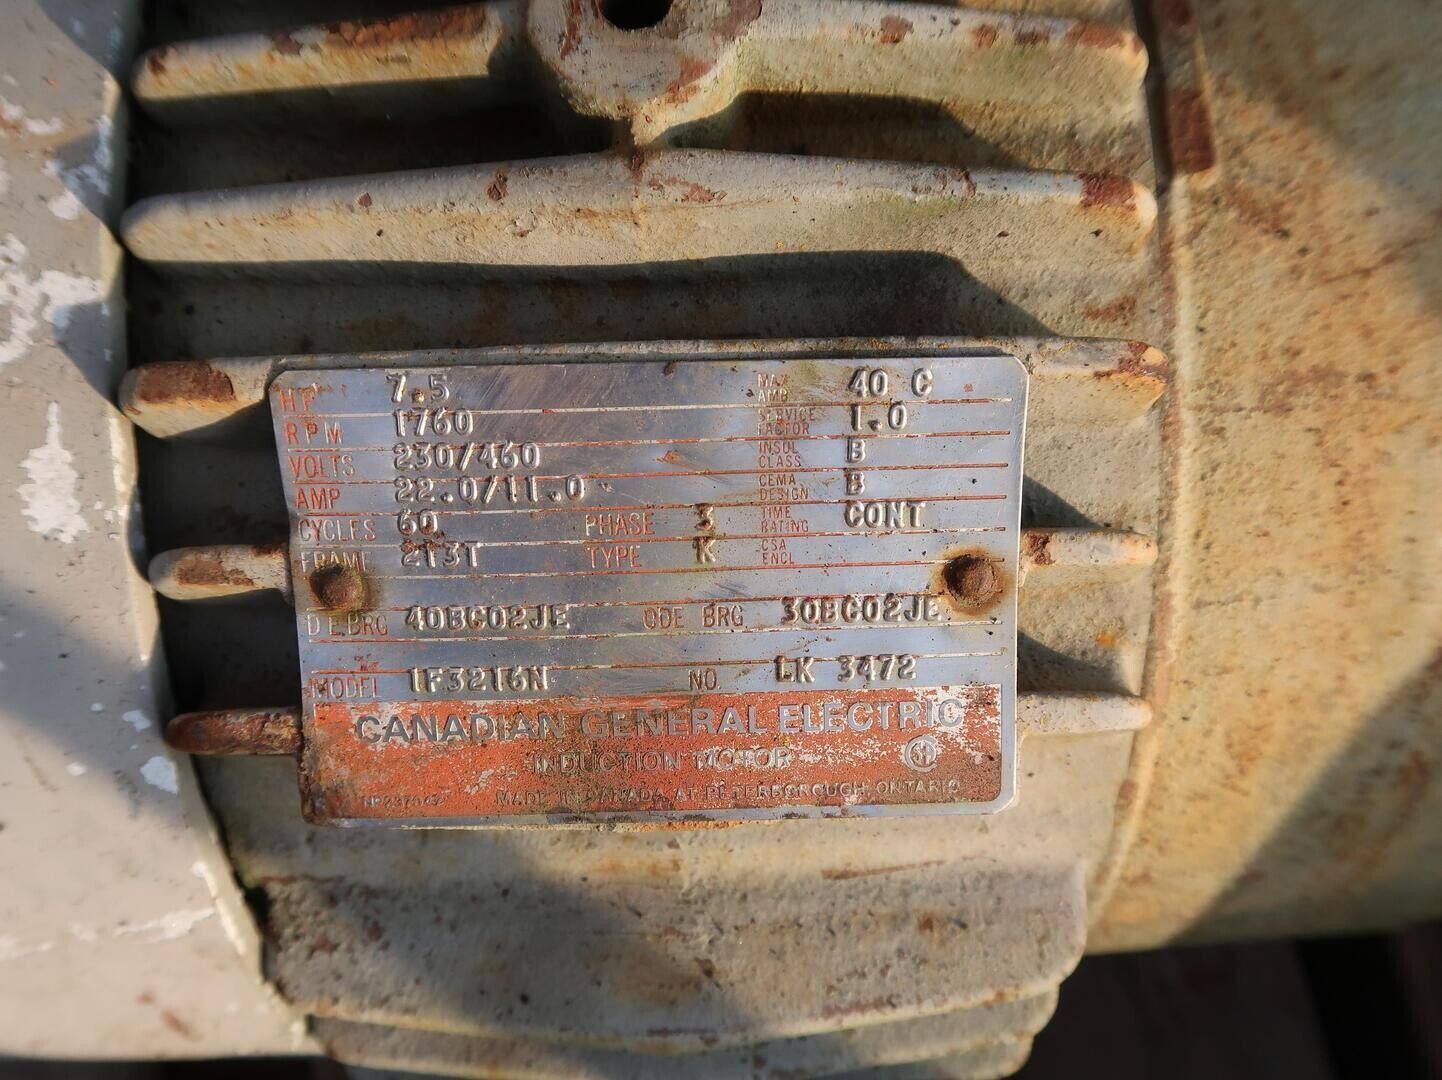 HP 7.5 MAX AMB 40 C
RPM 1760 SERVICE FACTOR 1.0
VOLTS 230/460 INSUL CLASS B
AMP 22.0/11.0 CEMA DESIGN B
CYCLES 60 PHASE 3 TIME RATING CONT
FRAME 213T TYPE K CSA ENCL
D E BRG 40BC02JE ODE BRG 30BC02JE
MODEL 1F3216N NO. LK 3472
CANADIAN GENERAL ELECTRIC
INDUCTION MOTOR
MADE IN CANADA AT PETERBOROUGH, ONTARIO